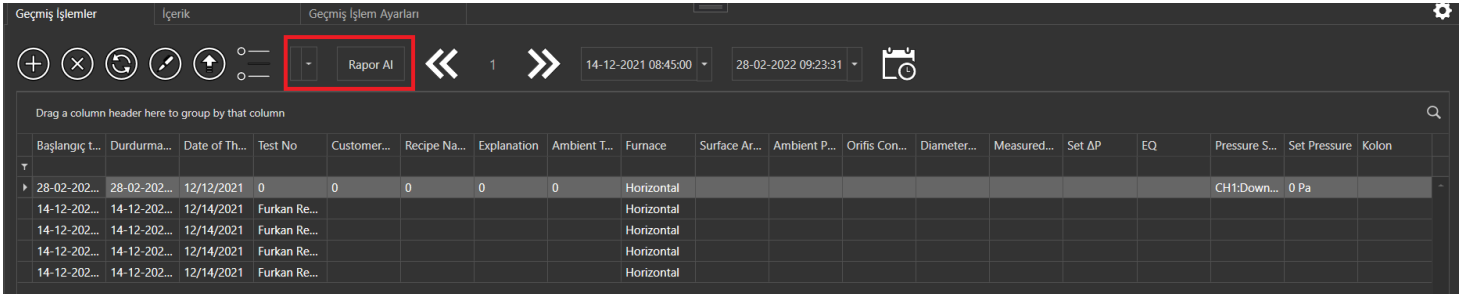 Geçmiş İşlemler İçerik Geçmiş İşlem Ayarları
Rapor Al 1 14-12-2021 08:45:00 28-02-2022 09:23:31
Drag a column header here to group by that column
Başlangıç t... Durdurma... Date of Th... Test No Customer... Recipe Na... Explanation Ambient T... Furnace Surface Ar... Ambient P... Orifis Con... Diameter... Measured... Set ΔP EQ Pressure S... Set Pressure Kolon
28-02-202... 28-02-202... 12/12/2021 0 0 0 0 0 Horizontal CH1:Down... 0 Pa
14-12-202... 14-12-202... 12/14/2021 Furkan Re... Horizontal
14-12-202... 14-12-202... 12/14/2021 Furkan Re... Horizontal
14-12-202... 14-12-202... 12/14/2021 Furkan Re... Horizontal
14-12-202... 14-12-202... 12/14/2021 Furkan Re... Horizontal